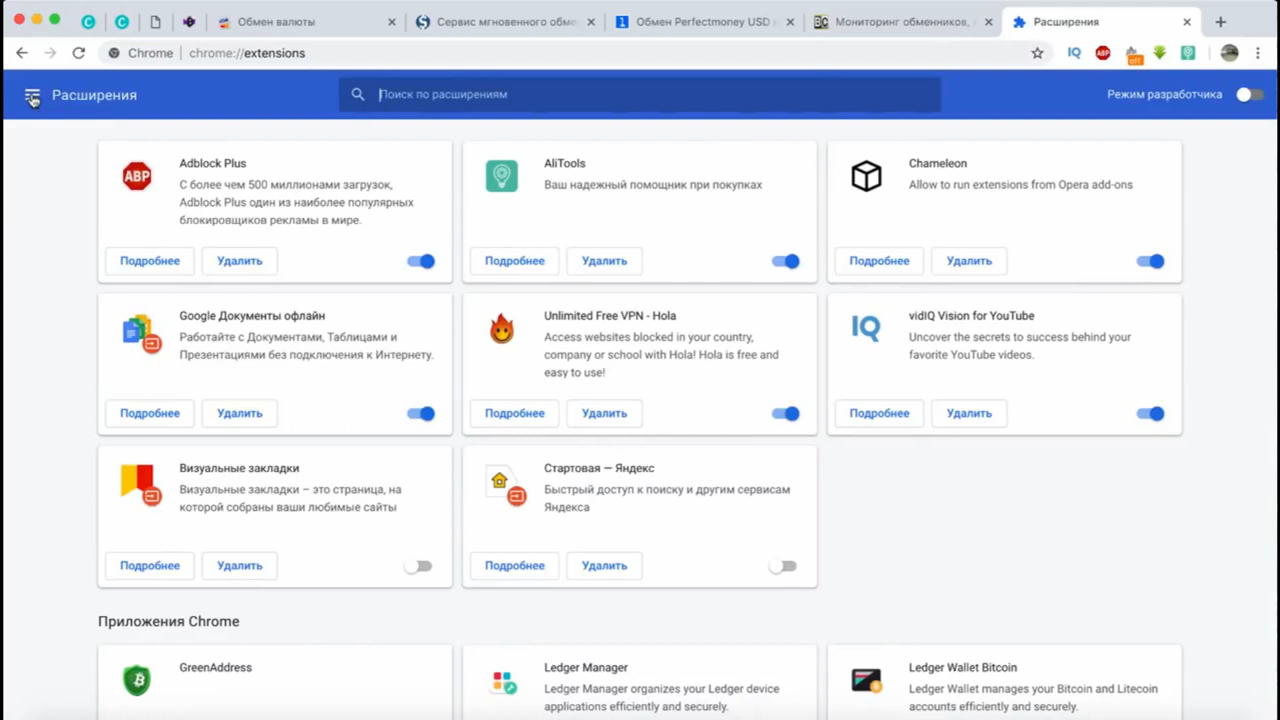 Обмен валюты
Сервис мгновенного обме
Обмен Perfectmoney USD
Мониторинг обменников,
Расширения
Chrome chrome://extensions
IQ
ABP
off
Расширения
Поиск по расширениям
Режим разработчика
ABP
Adblock Plus
С более чем 500 миллионами загрузок,
Adblock Plus один из наиболее популярных
блокировщиков рекламы в мире.
Подробнее
Удалить
AliTools
Ваш надежный помощник при покупках
Подробнее
Удалить
Chameleon
Allow to run extensions from Opera add-ons
Подробнее
Удалить
Google Документы офлайн
Работайте с Документами, Таблицами и
Презентациями без подключения к Интернету.
Подробнее
Удалить
Unlimited Free VPN - Hola
Access websites blocked in your country,
company or school with Hola! Hola is free and
easy to use!
Подробнее
Удалить
IQ
vidIQ Vision for YouTube
Uncover the secrets to success behind your
favorite YouTube videos.
Подробнее
Удалить
Визуальные закладки
Визуальные закладки – это страница, на
которой собраны ваши любимые сайты
Подробнее
Удалить
Стартовая — Яндекс
Быстрый доступ к поиску и другим сервисам
Яндекса
Подробнее
Удалить
Приложения Chrome
GreenAddress
Ledger Manager
Ledger Manager organizes your Ledger device
applications efficiently and securely.
Ledger Wallet Bitcoin
Ledger Wallet manages your Bitcoin and Litecoin
accounts efficiently and securely.